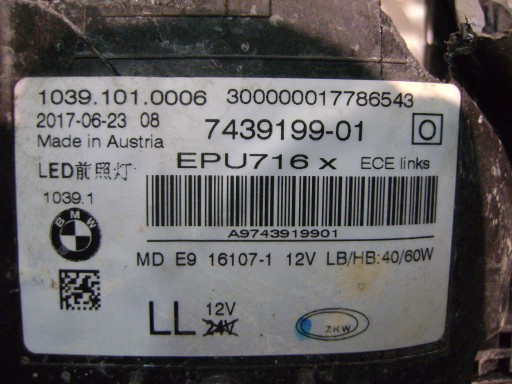 1039.101.0006 300000017786543
2017-06-23 08 7439199-01 O
Made in Austria
EPU716 x ECE links
LED前照灯
1039.1
BMW
A9743919901
MD E9 16107-1 12V LB/HB:40/60W
LL 12V
24V
ZKW